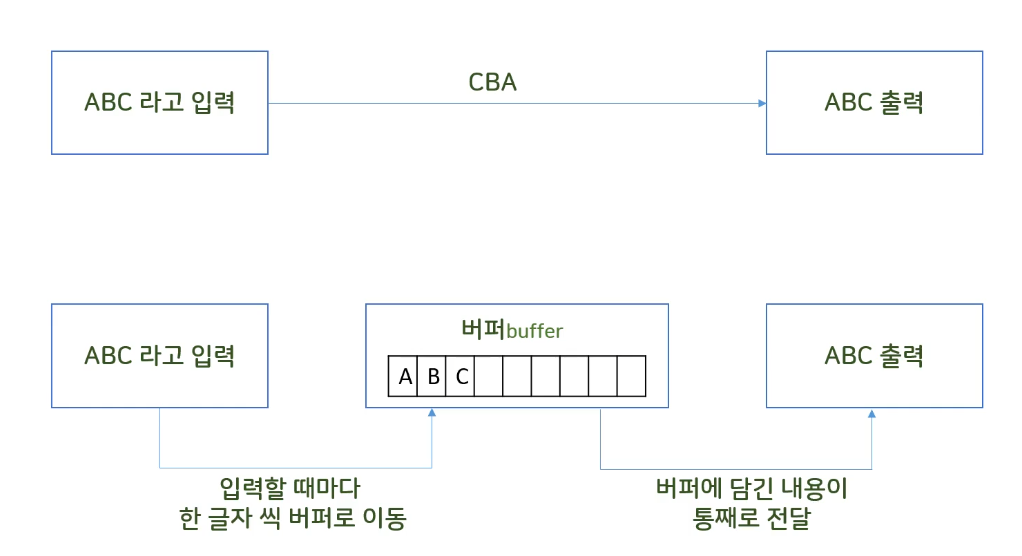 ABC 라고 입력
CBA
ABC 출력
ABC 라고 입력
버퍼buffer
A B C
ABC 출력
입력할 때마다
한 글자 씩 버퍼로 이동
버퍼에 담긴 내용이
통째로 전달